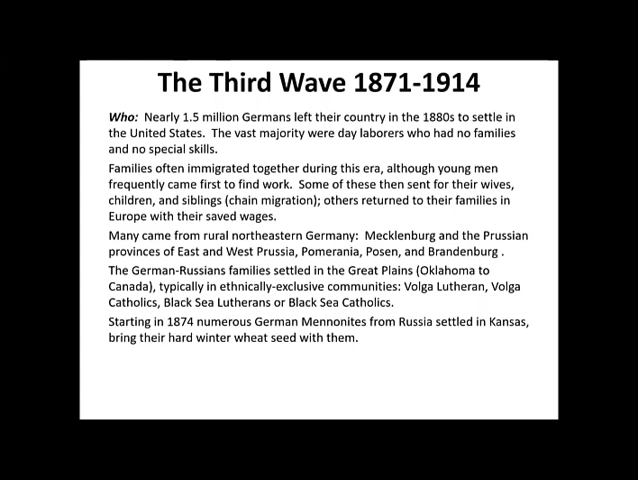 The Third Wave 1871-1914
Who: Nearly 1.5 million Germans left their country in the 1880s to settle in
the United States. The vast majority were day laborers who had no families
and no special skills.
Families often immigrated together during this era, although young men
frequently came first to find work. Some of these then sent for their wives,
children, and siblings (chain migration); others returned to their families in
Europe with their saved wages.
Many came from rural northeastern Germany: Mecklenburg and the Prussian
provinces of East and West Prussia, Pomerania, Posen, and Brandenburg .
The German-Russians families settled in the Great Plains (Oklahoma to
Canada), typically in ethnically-exclusive communities: Volga Lutheran, Volga
Catholics, Black Sea Lutherans or Black Sea Catholics.
Starting in 1874 numerous German Mennonites from Russia settled in Kansas,
bring their hard winter wheat seed with them.